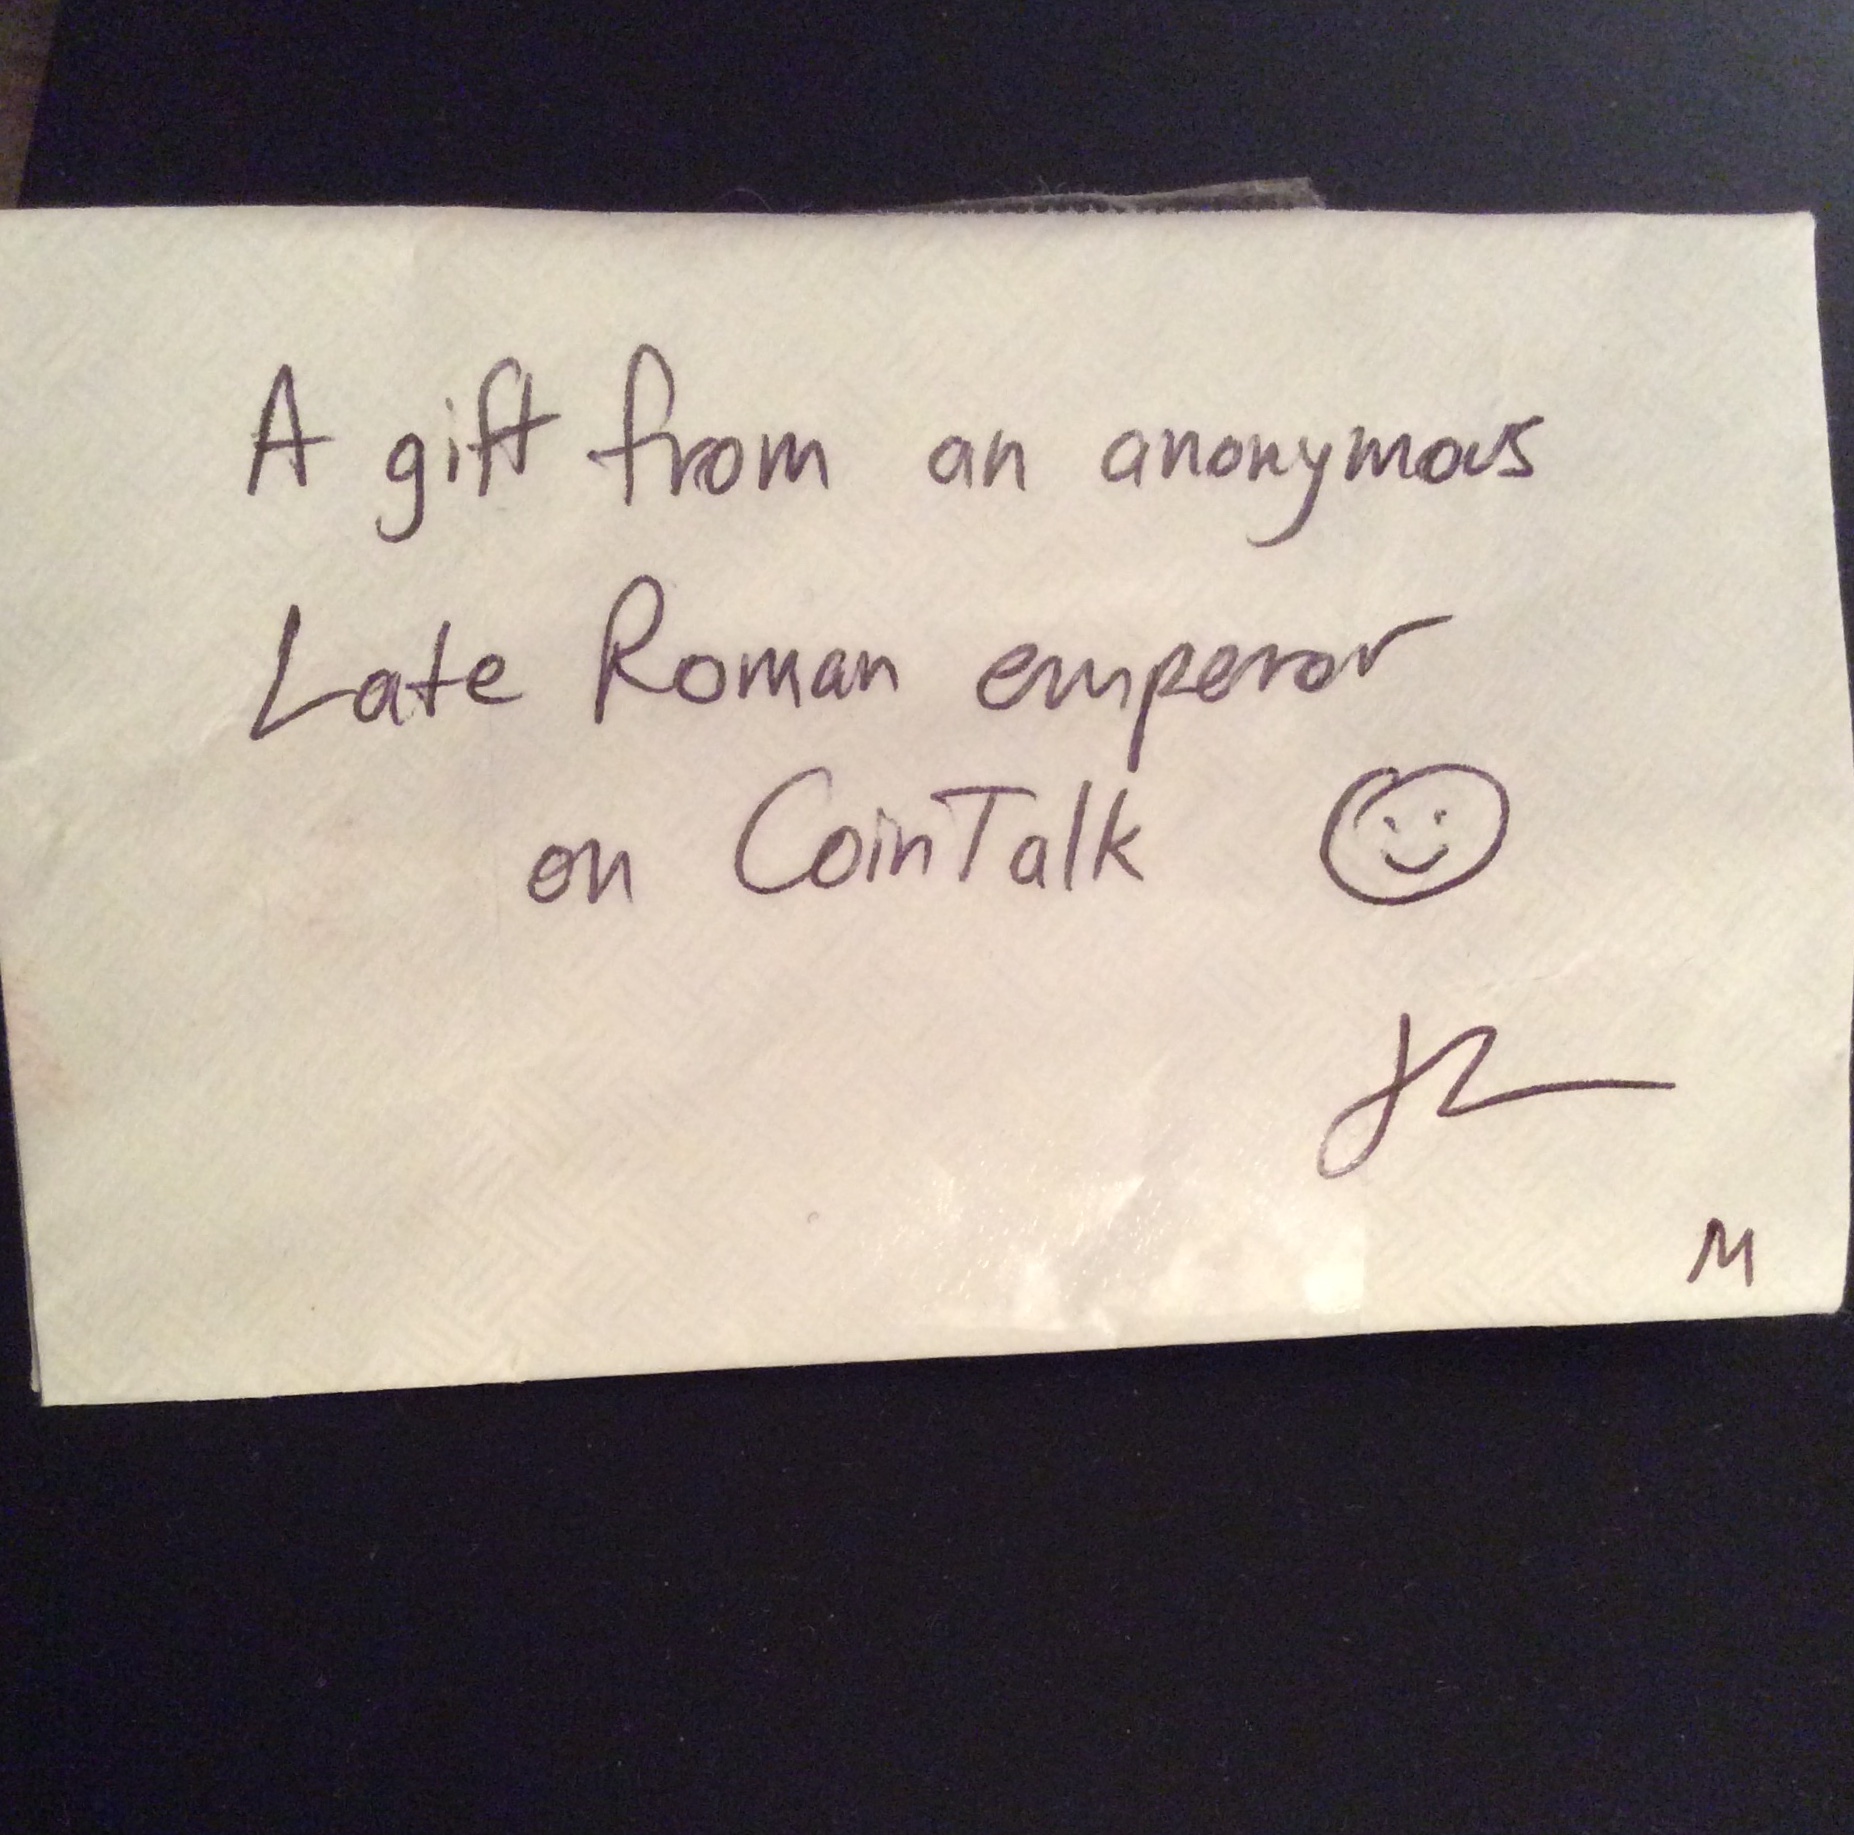 A gift from an anonymous
Late Roman emperor
on CoinTalk
M